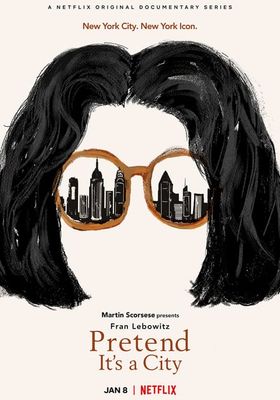 A NETFLIX ORIGINAL DOCUMENTARY SERIES
New York City. New York Icon.
Martin Scorsese presents
Fran Lebowitz
Pretend
It's a City
JAN 8 | NETFLIX